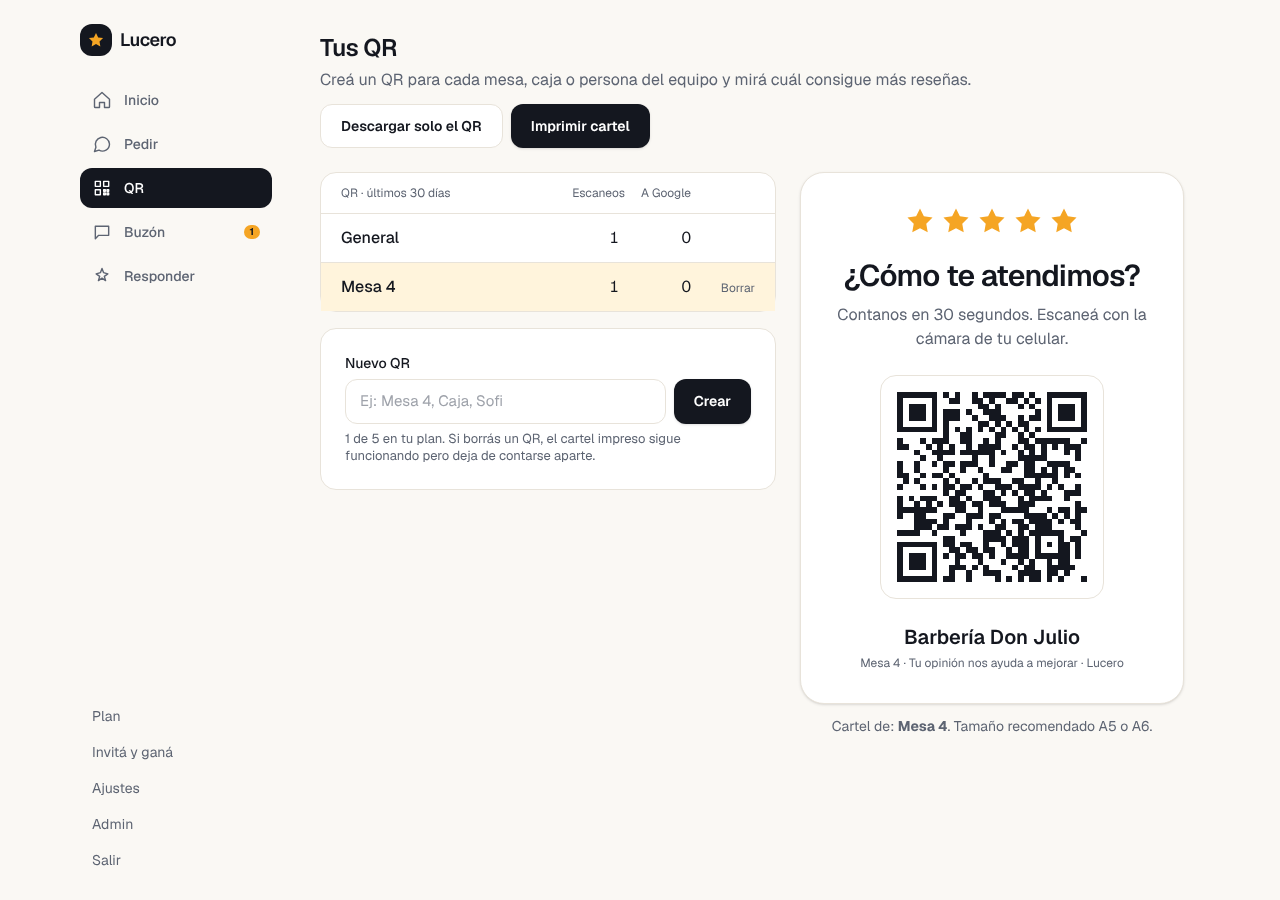 Lucero
Inicio
Pedir
QR
Buzón 1
Responder
Plan
Invitá y ganá
Ajustes
Admin
Salir
Tus QR
Creá un QR para cada mesa, caja o persona del equipo y mirá cuál consigue más reseñas.
Descargar solo el QR
Imprimir cartel
QR · últimos 30 días Escaneos A Google
General 1 0
Mesa 4 1 0 Borrar
Nuevo QR
Ej: Mesa 4, Caja, Sofi
Crear
1 de 5 en tu plan. Si borrás un QR, el cartel impreso sigue
funcionando pero deja de contarse aparte.
¿Cómo te atendimos?
Contanos en 30 segundos. Escaneá con la
cámara de tu celular.
Barbería Don Julio
Mesa 4 · Tu opinión nos ayuda a mejorar · Lucero
Cartel de: Mesa 4. Tamaño recomendado A5 o A6.